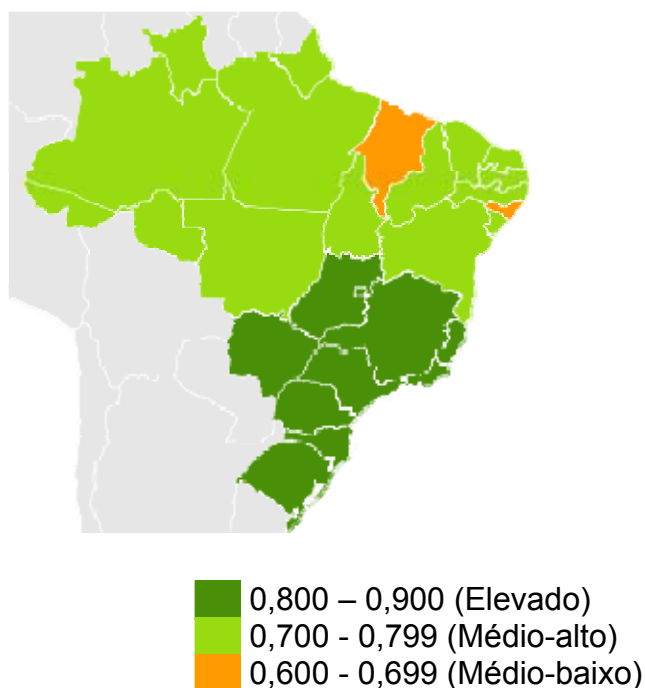 0,800 – 0,900 (Elevado)
0,700 - 0,799 (Médio-alto)
0,600 - 0,699 (Médio-baixo)